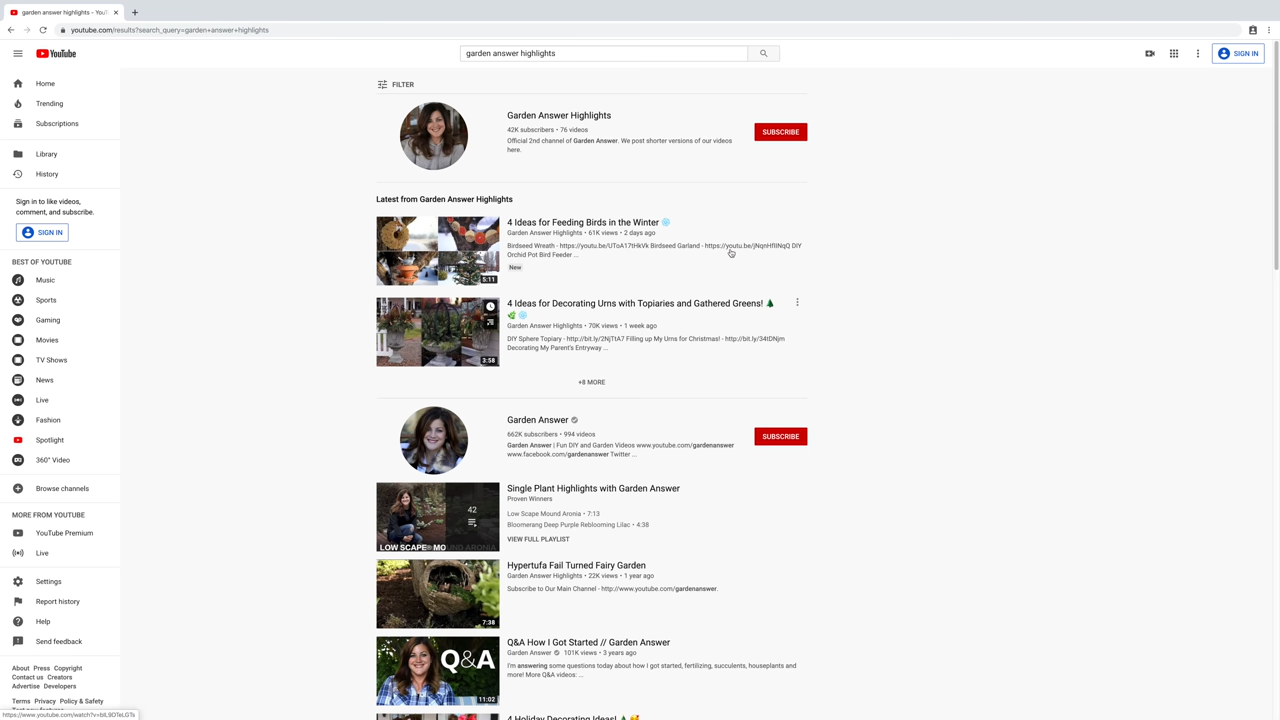 garden answer highlights - YouT
youtube.com/results?search_query=garden+answer+highlights
YouTube
garden answer highlights
SIGN IN
Home
Trending
Subscriptions
Library
History
Sign in to like videos,
comment, and subscribe.
SIGN IN
BEST OF YOUTUBE
Music
Sports
Gaming
Movies
TV Shows
News
Live
Fashion
Spotlight
360° Video
Browse channels
MORE FROM YOUTUBE
YouTube Premium
Live
Settings
Report history
Help
Send feedback
About Press Copyright
Contact us Creators
Advertise Developers
Terms Privacy Policy & Safety
FILTER
Garden Answer Highlights
42K subscribers • 76 videos
Official 2nd channel of Garden Answer. We post shorter versions of our videos
here.
SUBSCRIBE
Latest from Garden Answer Highlights
5:11
4 Ideas for Feeding Birds in the Winter ❄️
Garden Answer Highlights • 61K views • 2 days ago
Birdseed Wreath - https://youtu.be/UToA17tHkVk Birdseed Garland - https://youtu.be/jNqnHfIINqQ DIY
Orchid Pot Bird Feeder ...
New
3:58
4 Ideas for Decorating Urns with Topiaries and Gathered Greens! 🌲
🌿 ❄️
Garden Answer Highlights • 70K views • 1 week ago
DIY Sphere Topiary - http://bit.ly/2NjTtA7 Filling up My Urns for Christmas! - http://bit.ly/34tDNjm
Decorating My Parent's Entryway ...
+8 MORE
Garden Answer
662K subscribers • 994 videos
Garden Answer | Fun DIY and Garden Videos www.youtube.com/gardenanswer
www.facebook.com/gardenanswer Twitter ...
SUBSCRIBE
42
LOW SCAPE® MOUND ARONIA
Single Plant Highlights with Garden Answer
Proven Winners
Low Scape Mound Aronia • 7:13
Bloomerang Deep Purple Reblooming Lilac • 4:38
VIEW FULL PLAYLIST
7:38
Hypertufa Fail Turned Fairy Garden
Garden Answer Highlights • 22K views • 1 year ago
Subscribe to Our Main Channel - http://www.youtube.com/gardenanswer.
Q&A
11:02
Q&A How I Got Started // Garden Answer
Garden Answer • 101K views • 3 years ago
I'm answering some questions today about how I got started, fertilizing, succulents, houseplants and
more! More Q&A videos: ...
4 Holiday Decorating Ideas! 🌲 🥳
https://www.youtube.com/watch?v=bIL9DTeLGTs